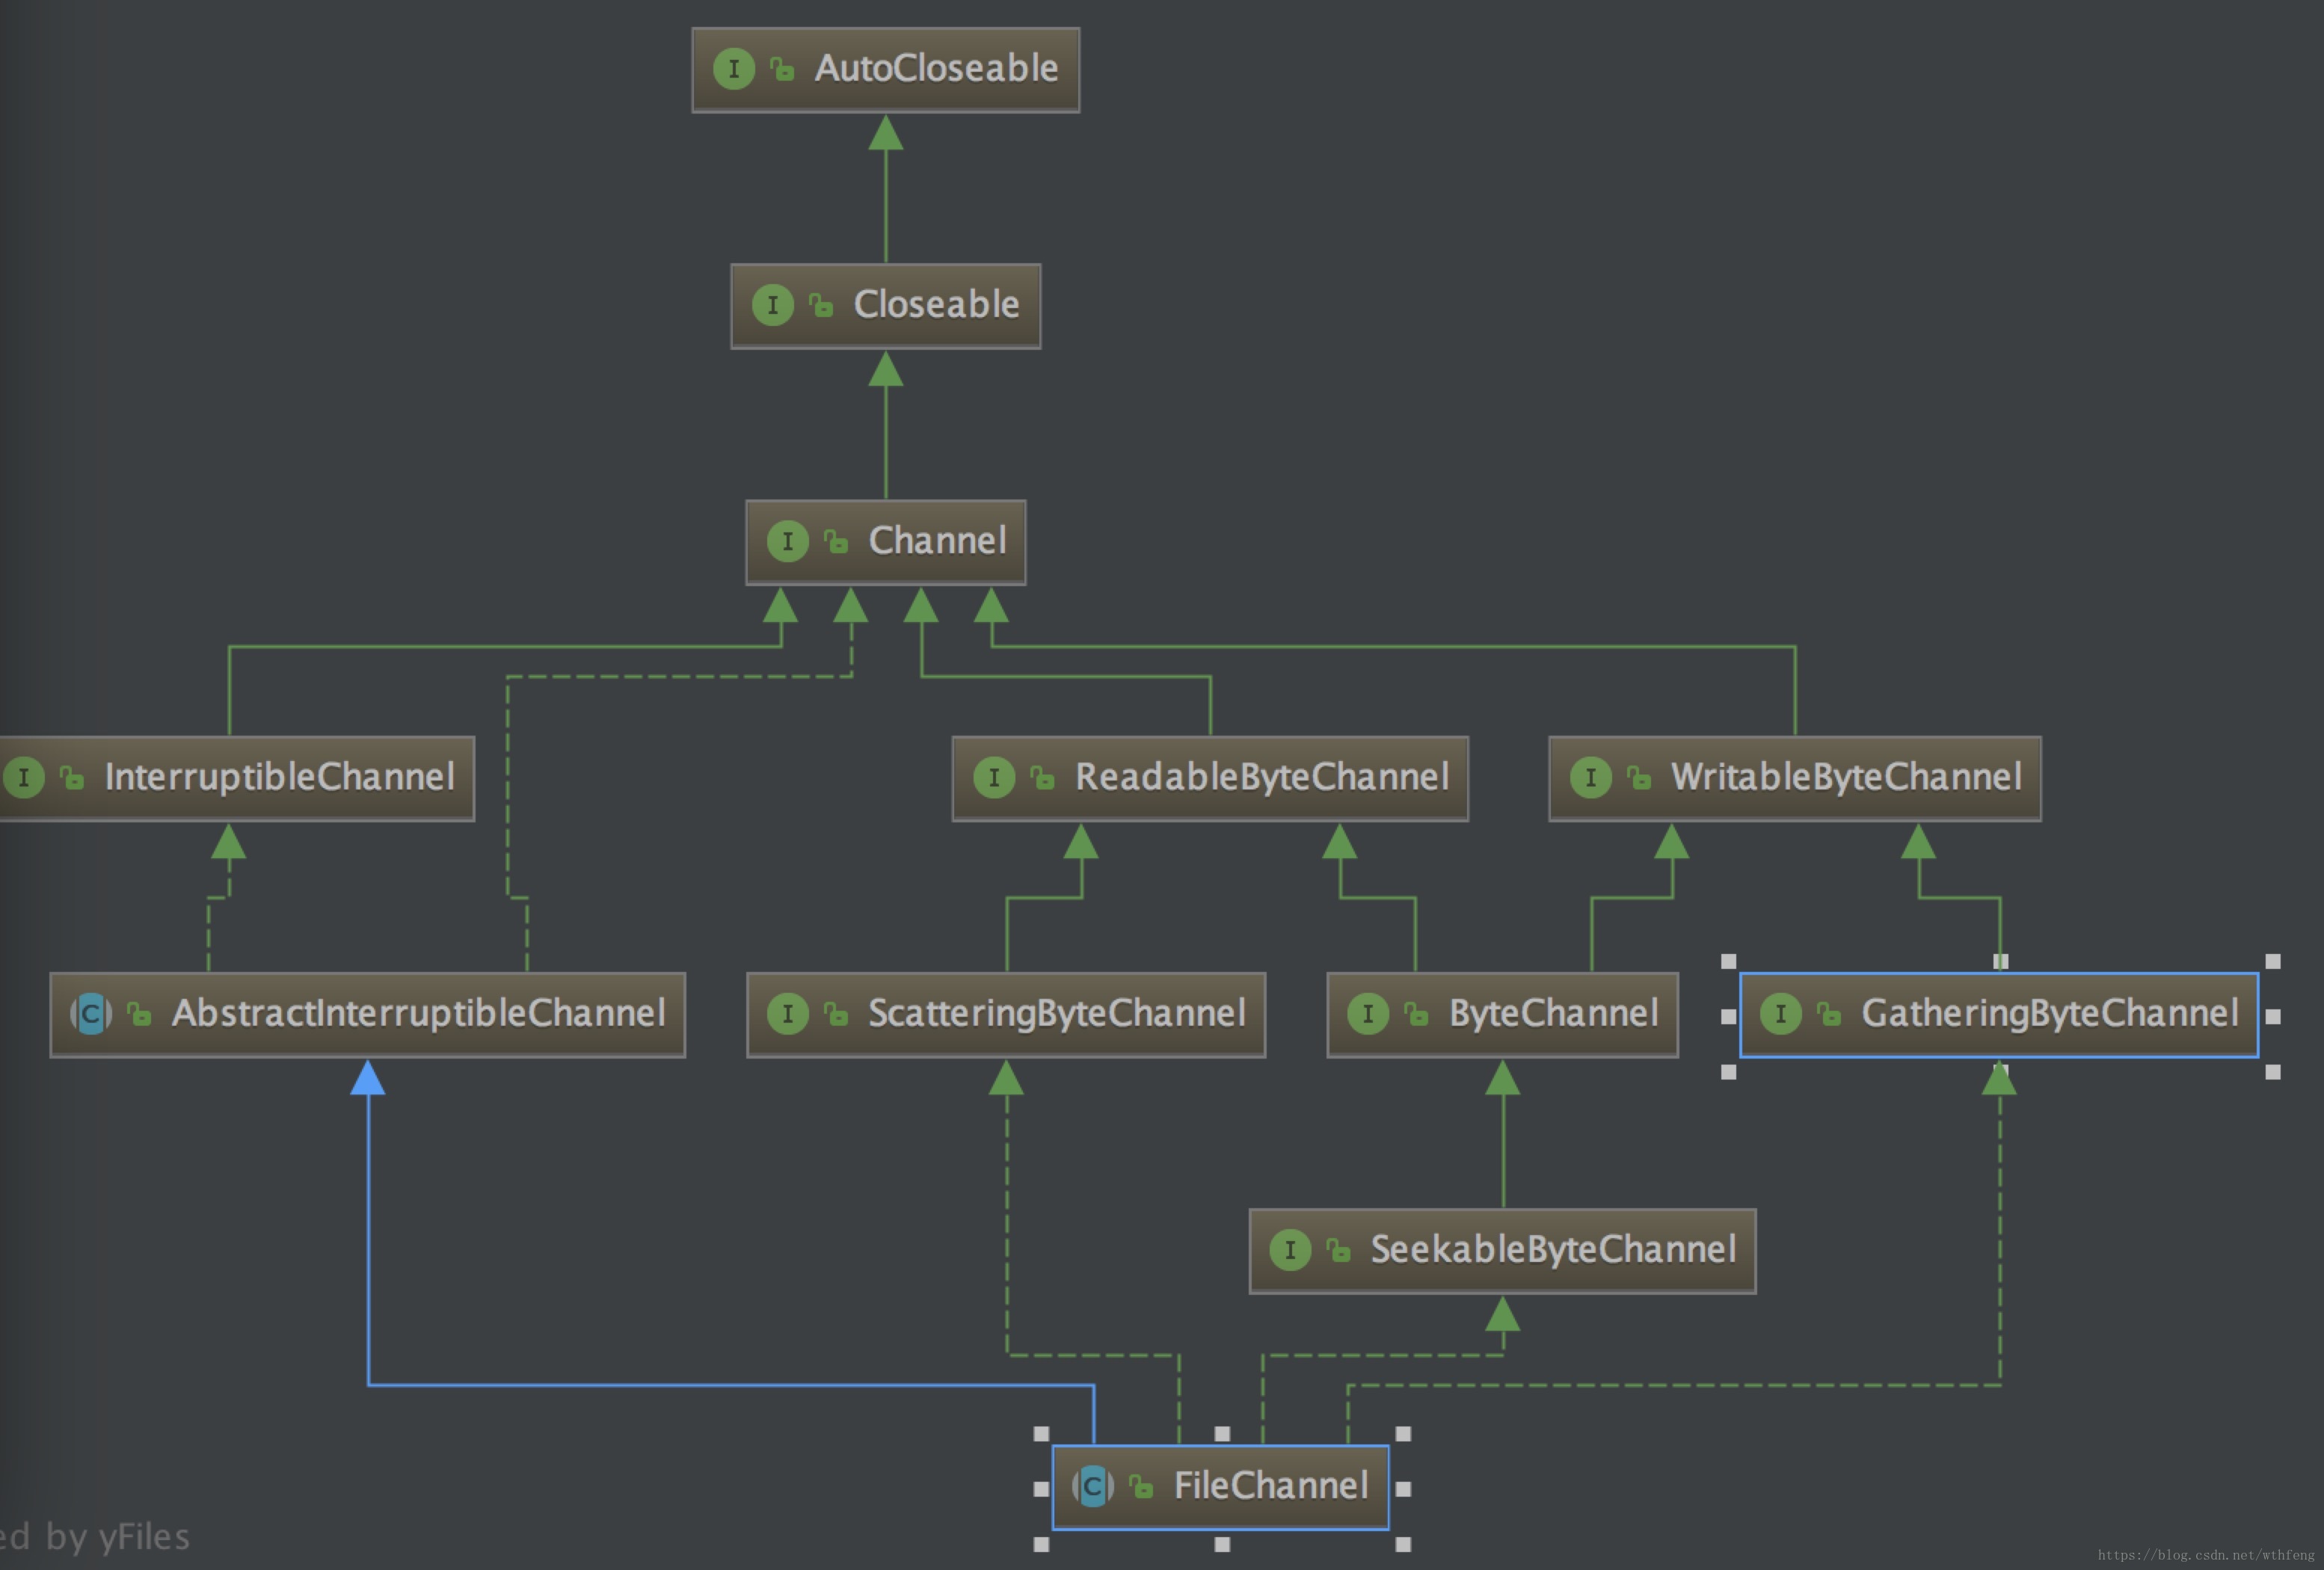 I AutoCloseable
I Closeable
I Channel
I InterruptibleChannel
I ReadableByteChannel
I WritableByteChannel
C AbstractInterruptibleChannel
I ScatteringByteChannel
I ByteChannel
I GatheringByteChannel
I SeekableByteChannel
C FileChannel
ed by yFiles
https://blog.csdn.net/wthfeng